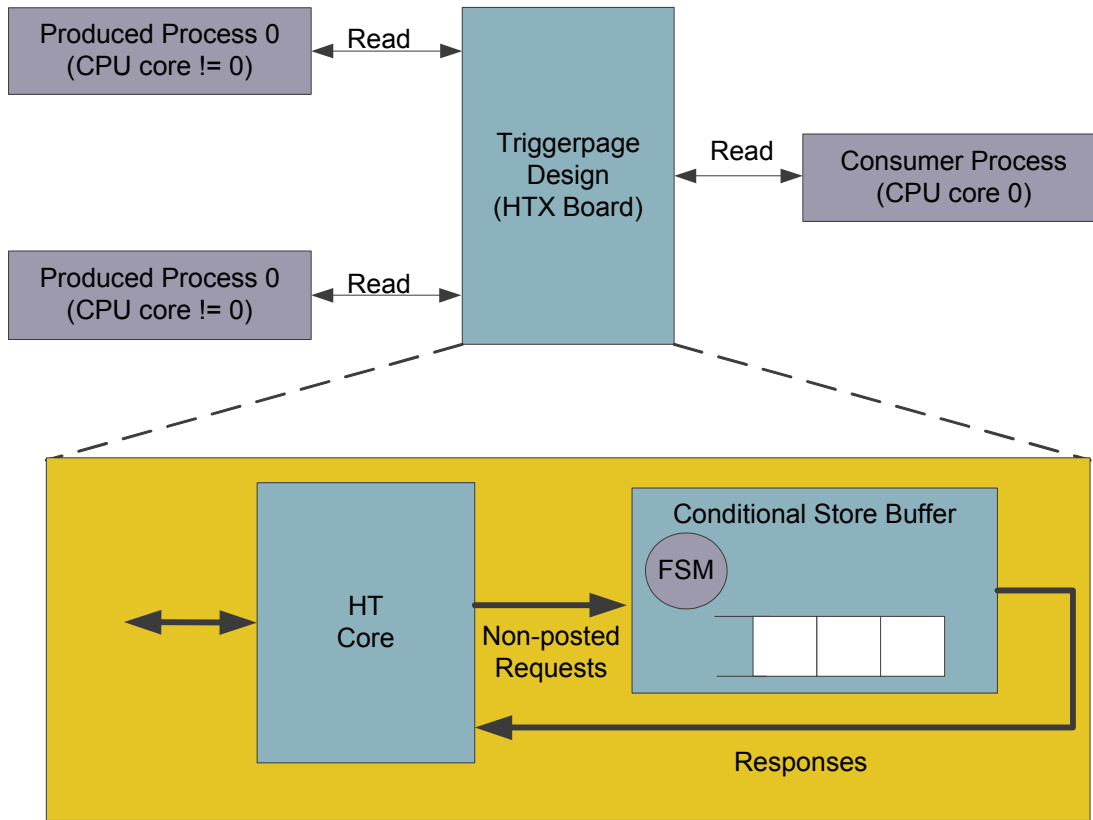 Produced Process 0
(CPU core != 0)
Read
Triggerpage
Design
(HTX Board)
Read
Consumer Process
(CPU core 0)
Produced Process 0
(CPU core != 0)
Read
HT
Core
Non-posted
Requests
Conditional Store Buffer
FSM
Responses